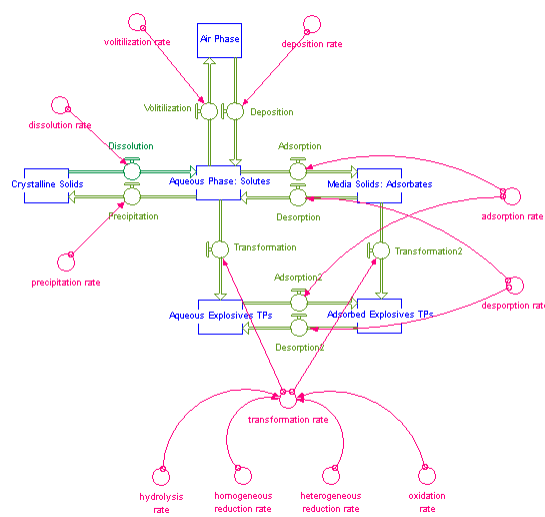 volitilization rate
Air Phase
deposition rate
Volitilization
Deposition
dissolution rate
Dissolution
Adsorption
Crystalline Solids
Aqueous Phase: Solutes
Media Solids: Adsorbates
Precipitation
Desorption
adsorption rate
Transformation
Transformation2
precipitation rate
Adsorption2
desporption rate
Aqueous Explosives TPs
Adsorbed Explosives TPs
Desorption2
transformation rate
hydrolysis
rate
homogeneous
reduction rate
heterogeneous
reduction rate
oxidation
rate